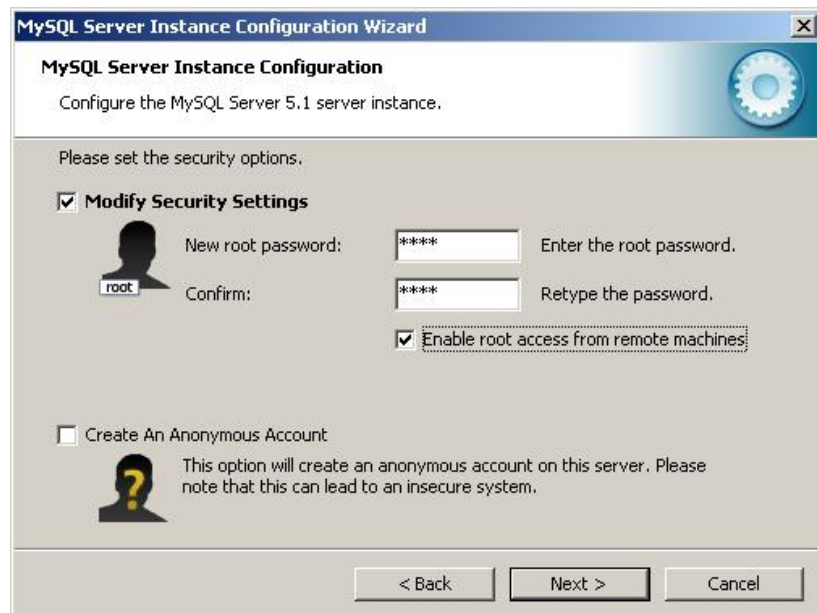 MySQL Server Instance Configuration Wizard
MySQL Server Instance Configuration
Configure the MySQL Server 5.1 server instance.
Please set the security options.
Modify Security Settings
root
New root password: **** Enter the root password.
Confirm: **** Retype the password.
Enable root access from remote machines
Create An Anonymous Account
?
This option will create an anonymous account on this server. Please
note that this can lead to an insecure system.
< Back Next > Cancel